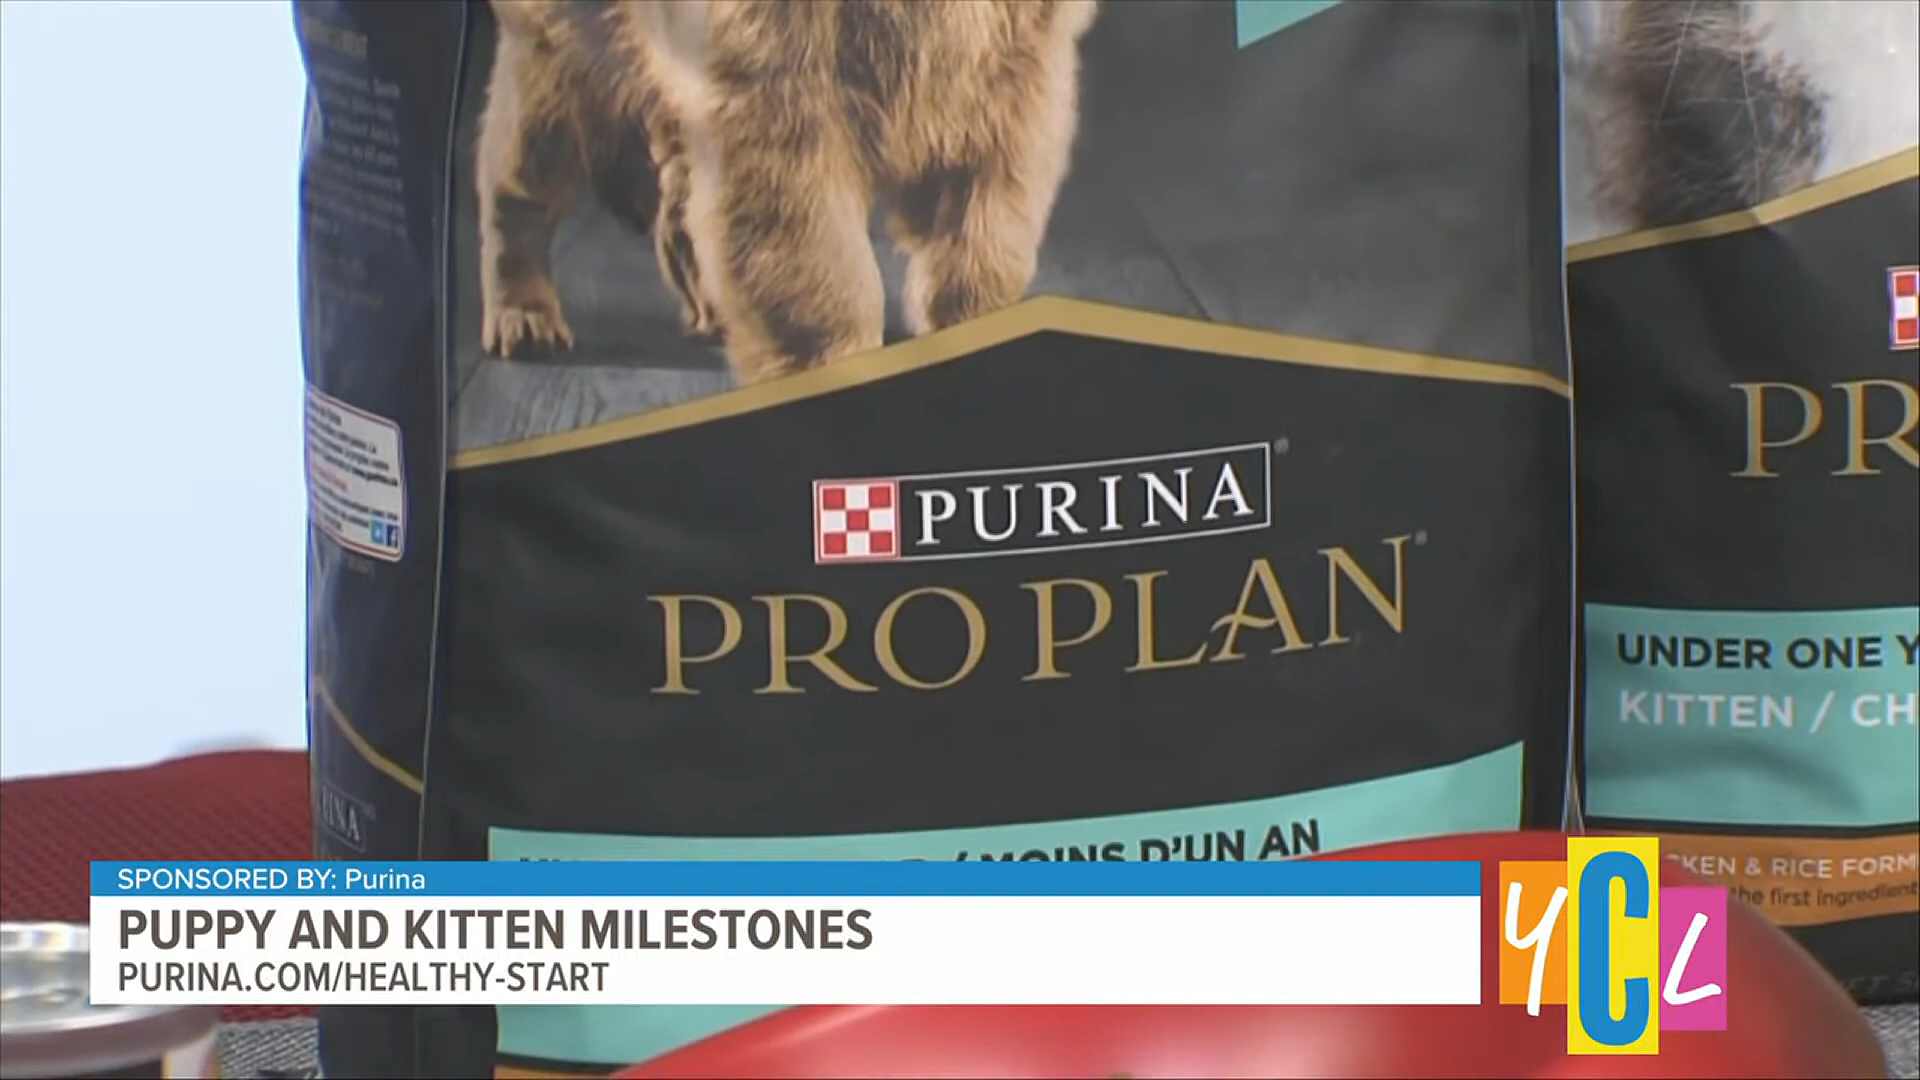 PURINA
PRO PLAN
MOINS D'UN AN
PR
UNDER ONE Y
KITTEN / CH
KEN & RICE FORM
the first ingredient
SPONSORED BY: Purina
PUPPY AND KITTEN MILESTONES
PURINA.COM/HEALTHY-START
YCL